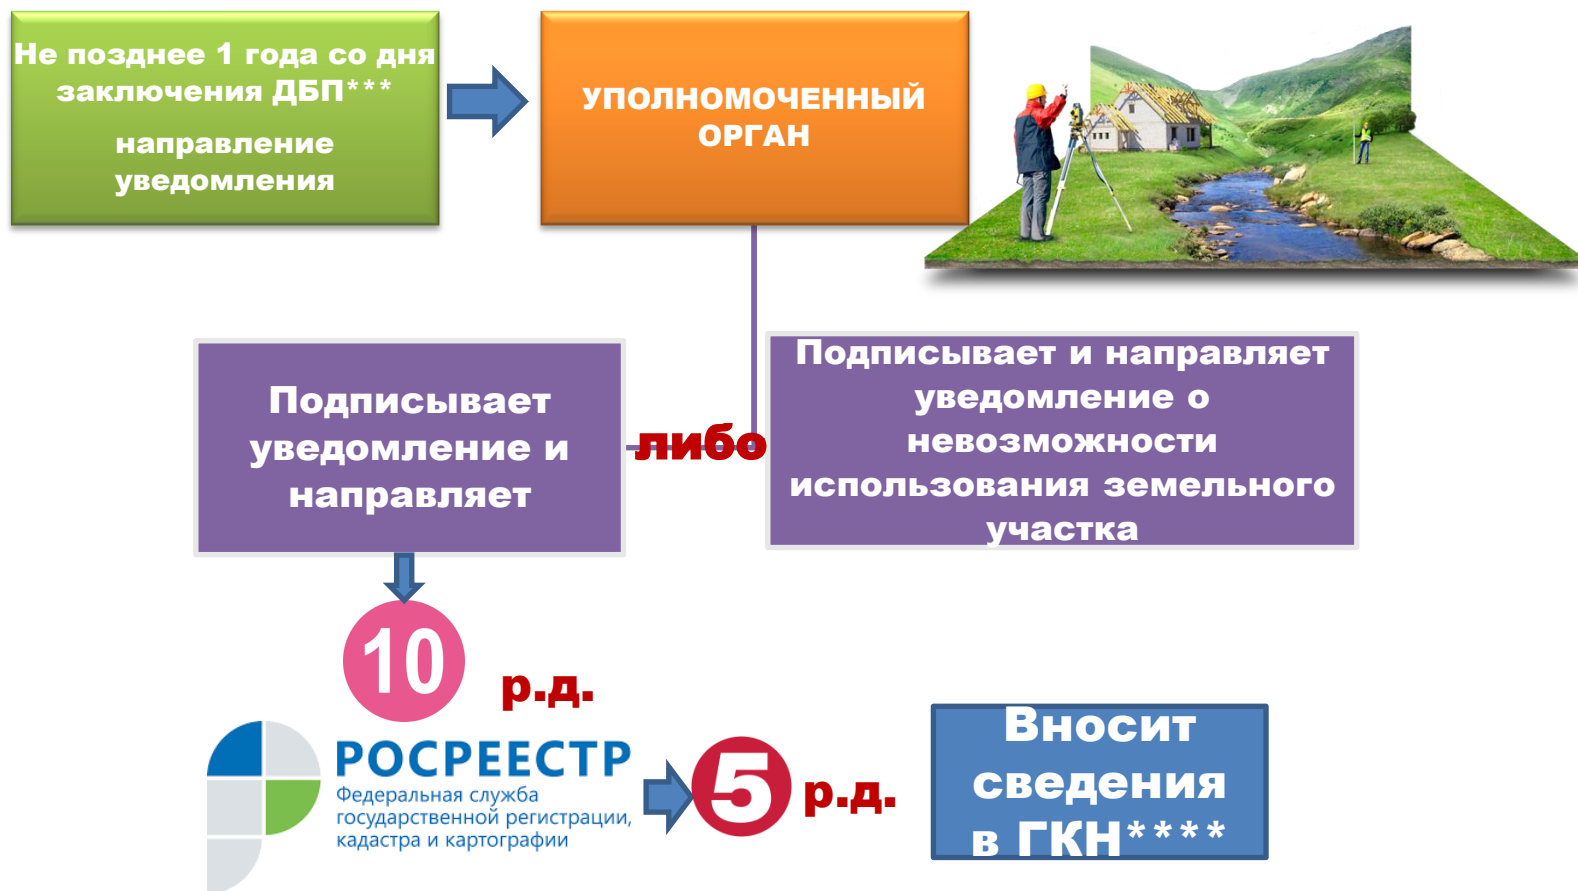 Не позднее 1 года со дня
заключения ДБП***
направление
уведомления
УПОЛНОМОЧЕННЫЙ
ОРГАН
Подписывает
уведомление и
направляет
либо
Подписывает и направляет
уведомление о
невозможности
использования земельного
участка
10
р.д.
РОСРЕЕСТР
Федеральная служба
государственной регистрации,
кадастра и картографии
5
р.д.
Вносит
сведения
в ГКН****